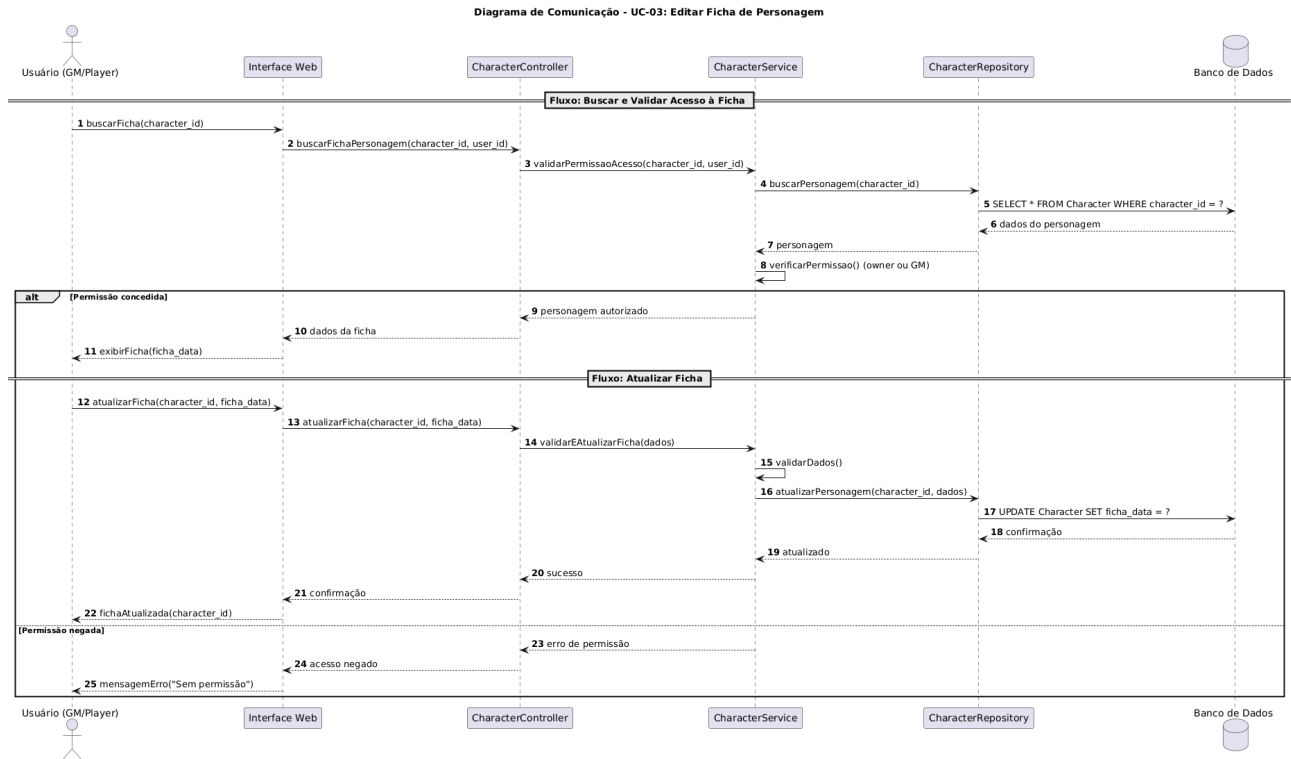 Diagrama de Comunicação - UC-03: Editar Ficha de Personagem
Usuário (GM/Player)
Interface Web
CharacterController
CharacterService
CharacterRepository
Banco de Dados
Fluxo: Buscar e Validar Acesso à Ficha
1 buscarFicha(character_id)
2 buscarFichaPersonagem(character_id, user_id)
3 validarPermissaoAcesso(character_id, user_id)
4 buscarPersonagem(character_id)
5 SELECT * FROM Character WHERE character_id = ?
6 dados do personagem
7 personagem
8 verificarPermissao() (owner ou GM)
alt [Permissão concedida]
9 personagem autorizado
10 dados da ficha
11 exibirFicha(ficha_data)
Fluxo: Atualizar Ficha
12 atualizarFicha(character_id, ficha_data)
13 atualizarFicha(character_id, ficha_data)
14 validarEAtualizarFicha(dados)
15 validarDados()
16 atualizarPersonagem(character_id, dados)
17 UPDATE Character SET ficha_data = ?
18 confirmação
19 atualizado
20 sucesso
21 confirmação
22 fichaAtualizada(character_id)
[Permissão negada]
23 erro de permissão
24 acesso negado
25 mensagemErro("Sem permissão")
Usuário (GM/Player)
Interface Web
CharacterController
CharacterService
CharacterRepository
Banco de Dados